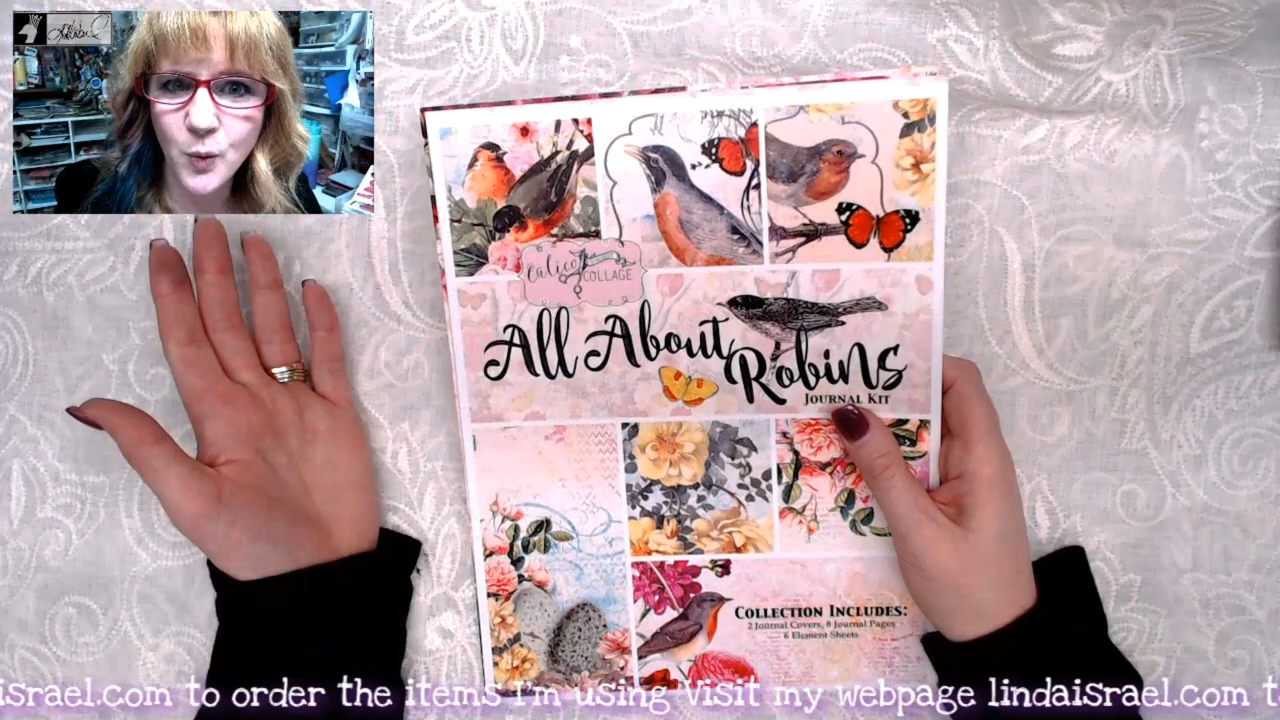 Calico
COLLAGE
All About
Robins
JOURNAL KIT
COLLECTION INCLUDES:
2 Journal Covers, 8 Journal Pages
6 Element Sheets
israel.com to order the items I'm using Visit my webpage lindaisrael.com t